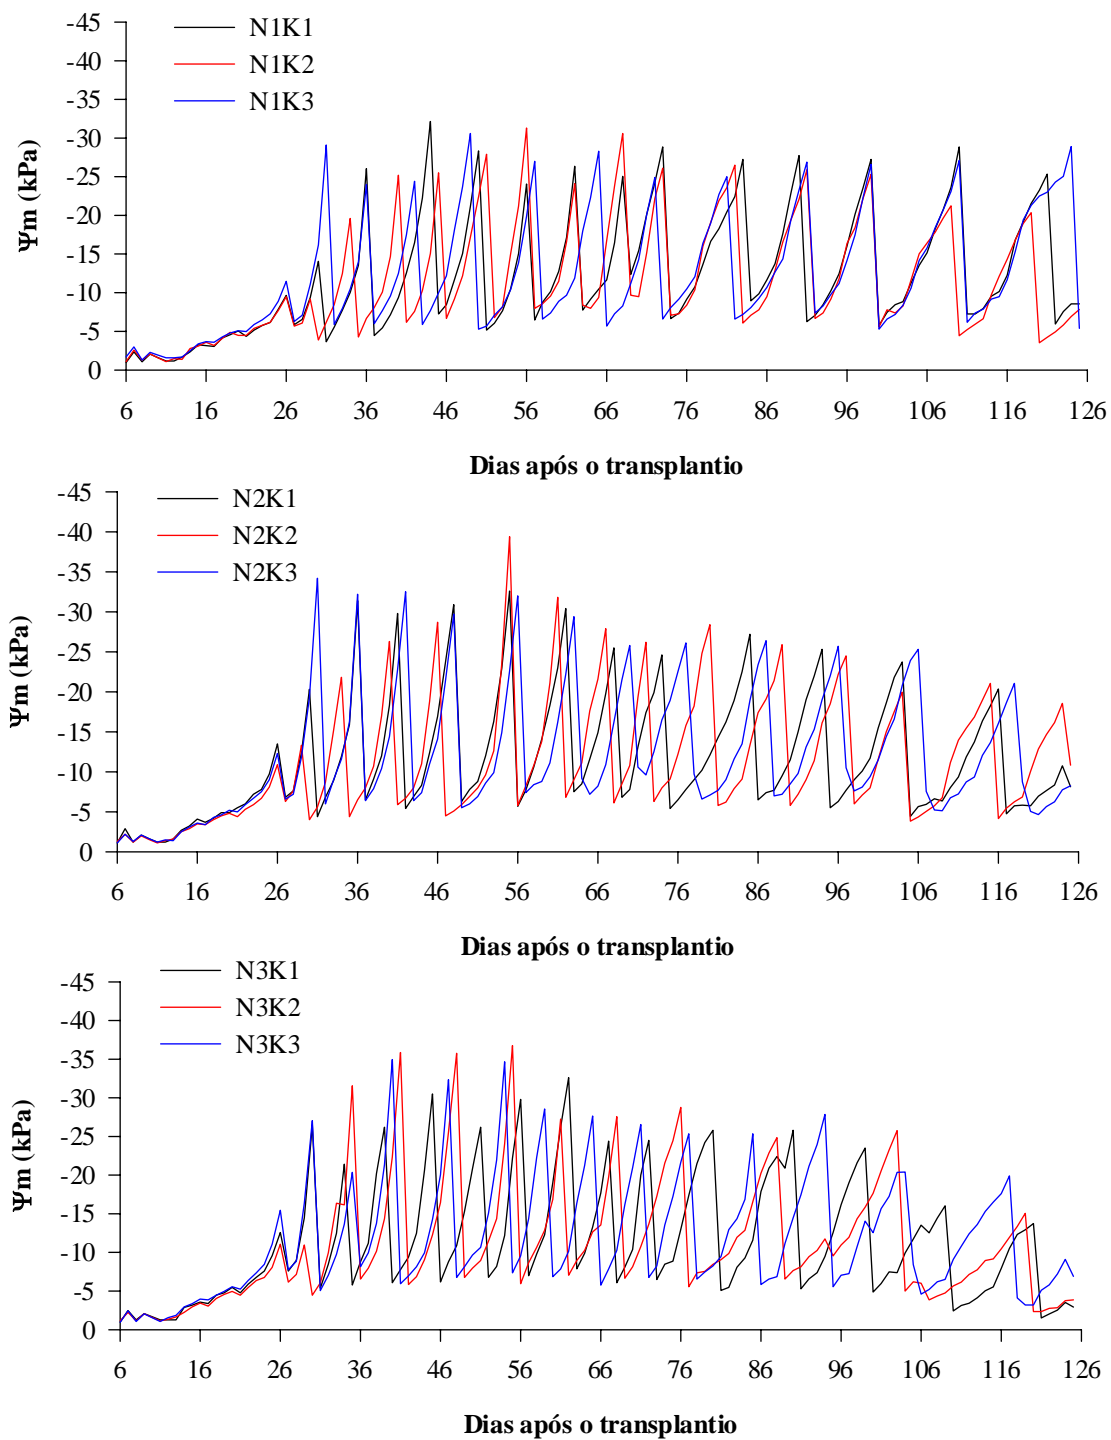 N1K1
N1K2
N1K3
-45
-40
-35
-30
-25
-20
-15
-10
-5
0
Ψm (kPa)
6 16 26 36 46 56 66 76 86 96 106 116 126
Dias após o transplantio
N2K1
N2K2
N2K3
-45
-40
-35
-30
-25
-20
-15
-10
-5
0
Ψm (kPa)
6 16 26 36 46 56 66 76 86 96 106 116 126
Dias após o transplantio
N3K1
N3K2
N3K3
-45
-40
-35
-30
-25
-20
-15
-10
-5
0
Ψm (kPa)
6 16 26 36 46 56 66 76 86 96 106 116 126
Dias após o transplantio